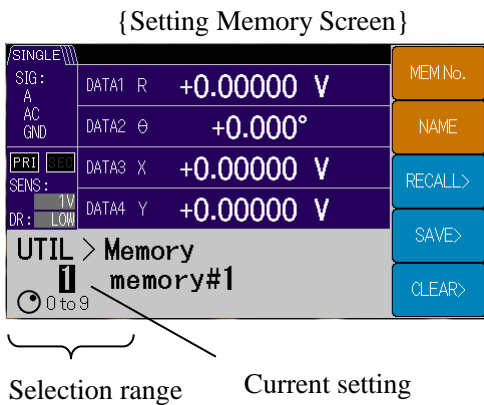 {Setting Memory Screen}
SINGLE
SIG:
A
AC
GND
PRI SEC
SENS:
1V
DR: LOW
DATA1 R +0.00000 V
DATA2 θ +0.000°
DATA3 X +0.00000 V
DATA4 Y +0.00000 V
MEM No.
NAME
RECALL>
SAVE>
CLEAR>
UTIL > Memory
1 memory#1
0 to 9
Selection range
Current setting